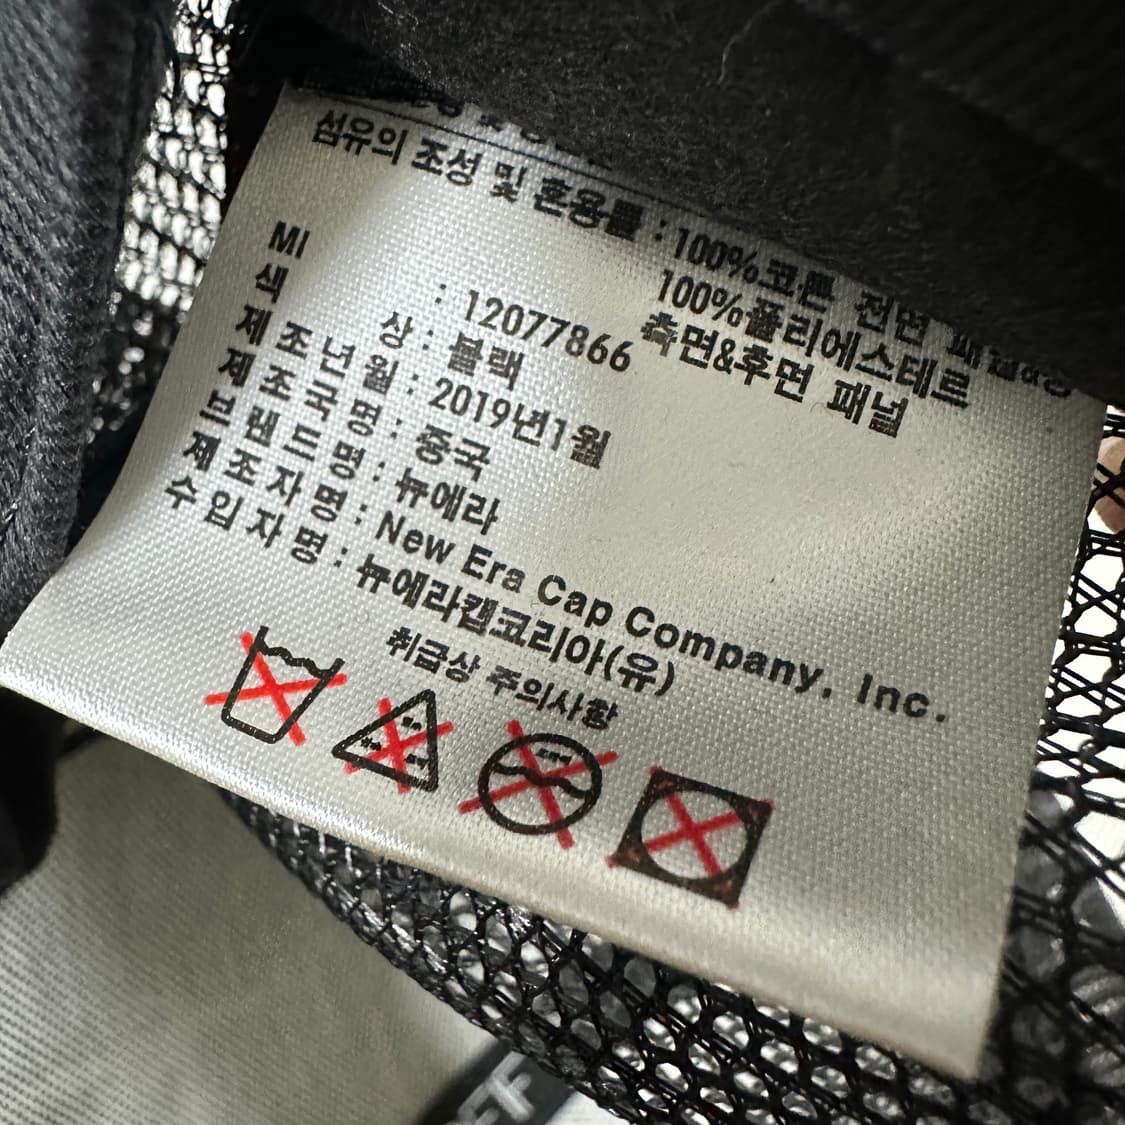 섬유의 조성 및 혼용률 : 100%코튼 전면 패널&챙
100%폴리에스테르
측면&후면 패널
MI : 12077866
색 상 : 블랙
제 조 년 월 : 2019년1월
제 조 국 명 : 중국
브 랜 드 명 : 뉴에라
제 조 자 명 : New Era Cap Company, Inc.
수 입 자 명 : 뉴에라캡코리아(유)
취급상 주의사항